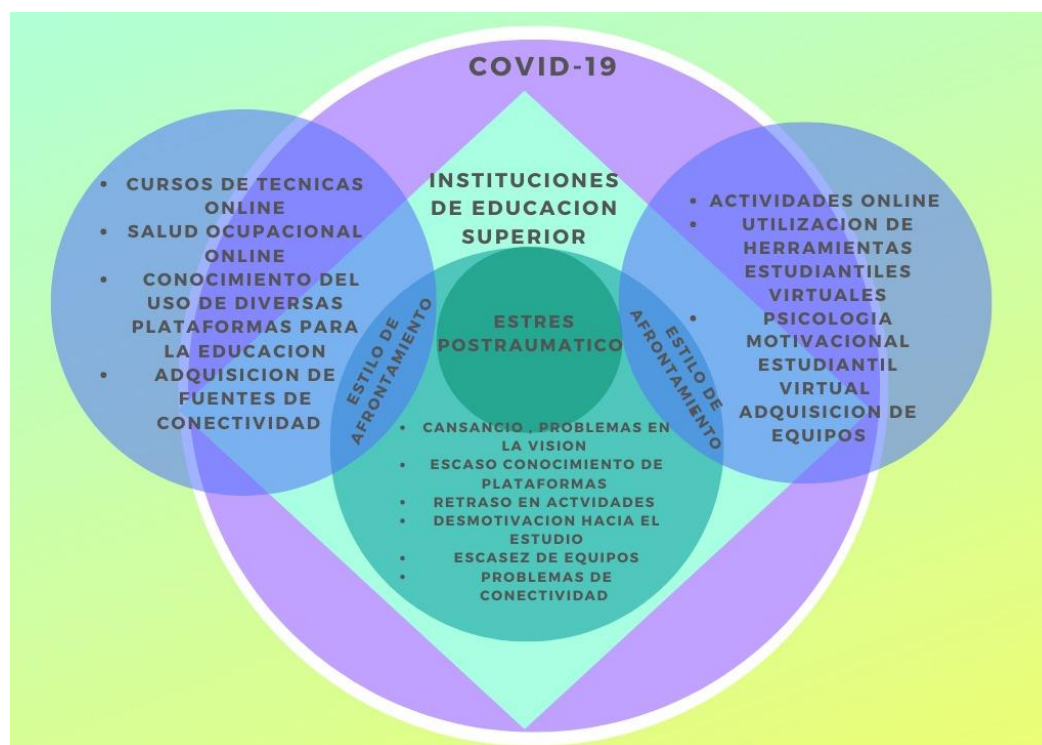 COVID-19
• CURSOS DE TECNICAS
ONLINE
• SALUD OCUPACIONAL
ONLINE
• CONOCIMIENTO DEL
USO DE DIVERSAS
PLATAFORMAS PARA
LA EDUCACION
• ADQUISICION DE
FUENTES DE
CONECTIVIDAD
ESTILO DE
AFRONTAMIENTO
INSTITUCIONES
DE EDUCACION
SUPERIOR
ESTRES
POSTRAUMATICO
• CANSANCIO , PROBLEMAS EN
LA VISION
• ESCASO CONOCIMIENTO DE
PLATAFORMAS
• RETRASO EN ACTVIDADES
• DESMOTIVACION HACIA EL
ESTUDIO
• ESCASEZ DE EQUIPOS
• PROBLEMAS DE
CONECTIVIDAD
ESTILO DE
AFRONTAMIENTO
• ACTIVIDADES ONLINE
• UTILIZACION DE
HERRAMIENTAS
ESTUDIANTILES
VIRTUALES
• PSICOLOGIA
MOTIVACIONAL
ESTUDIANTIL
VIRTUAL
• ADQUISICION DE
EQUIPOS